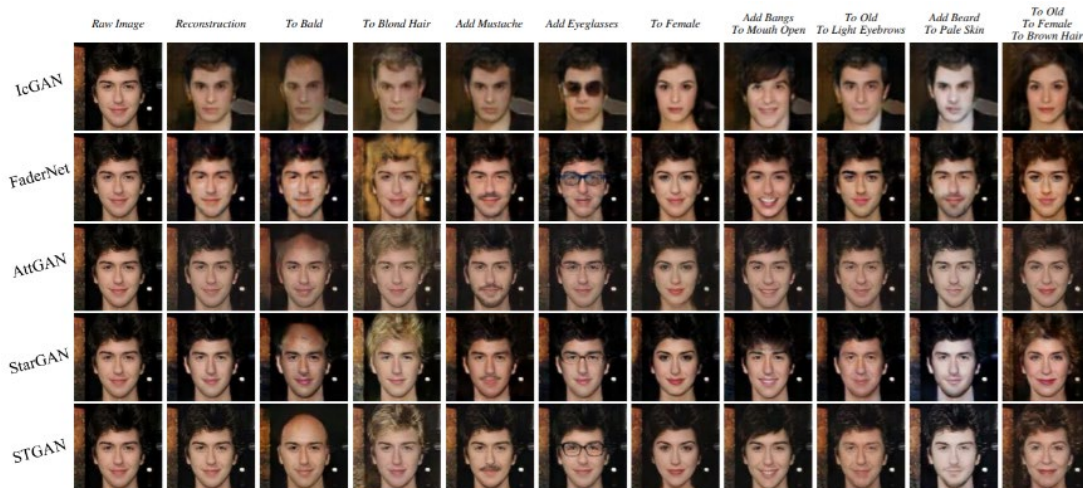 Raw Image
Reconstruction
To Bald
To Blond Hair
Add Mustache
Add Eyeglasses
To Female
Add Bangs
To Mouth Open
To Old
To Light Eyebrows
Add Beard
To Pale Skin
To Old
To Female
To Brown Hair
IcGAN
FaderNet
AttGAN
StarGAN
STGAN